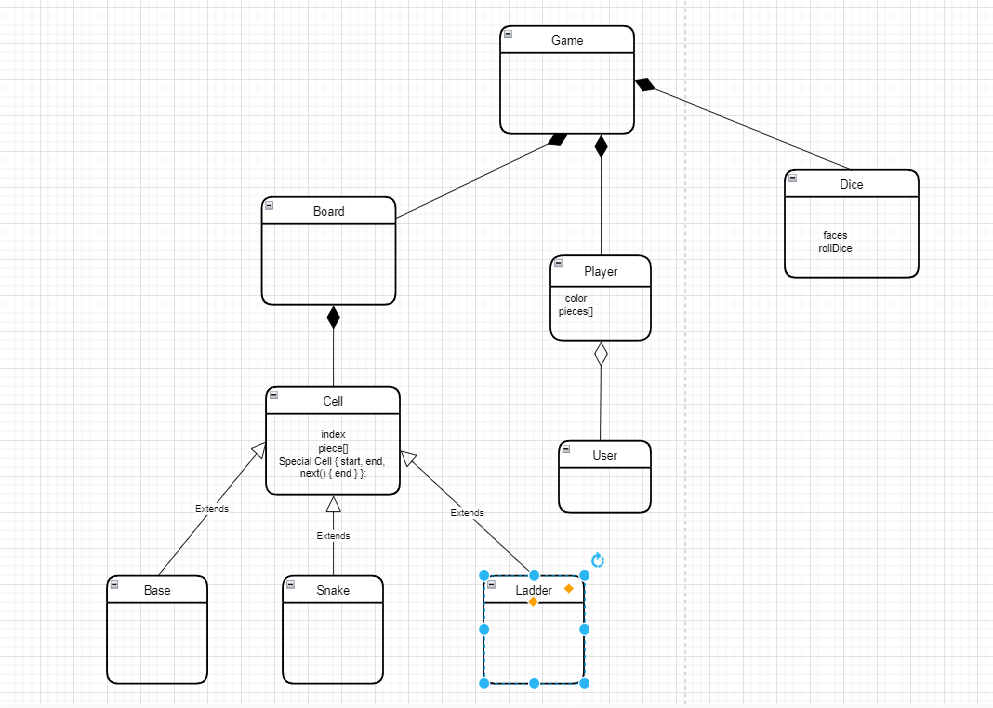 Game
Dice
faces
rollDice
Board
Player
color
pieces[]
Cell
index
piece[]
Special Cell { start, end,
next() { end } }:
User
Extends
Extends
Extends
Base
Snake
Ladder